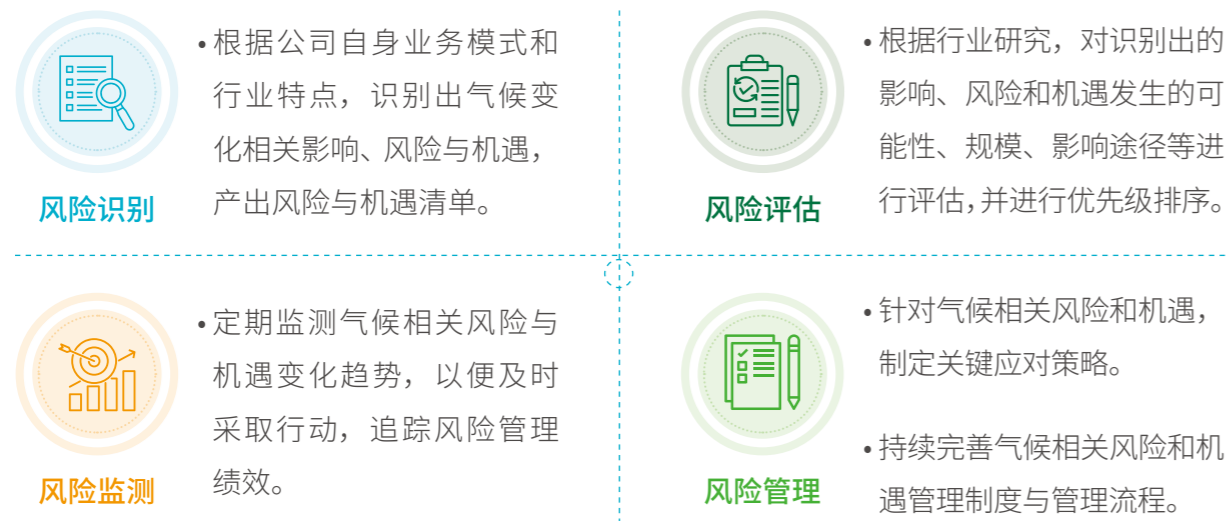 • 根据公司自身业务模式和
行业特点，识别出气候变
化相关影响、风险与机遇，
产出风险与机遇清单。
风险识别
• 根据行业研究，对识别出的
影响、风险和机遇发生的可
能性、规模、影响途径等进
行评估，并进行优先级排序。
风险评估
• 定期监测气候相关风险与
机遇变化趋势，以便及时
采取行动，追踪风险管理
绩效。
风险监测
• 针对气候相关风险和机遇，
制定关键应对策略。
• 持续完善气候相关风险和机
遇管理制度与管理流程。
风险管理